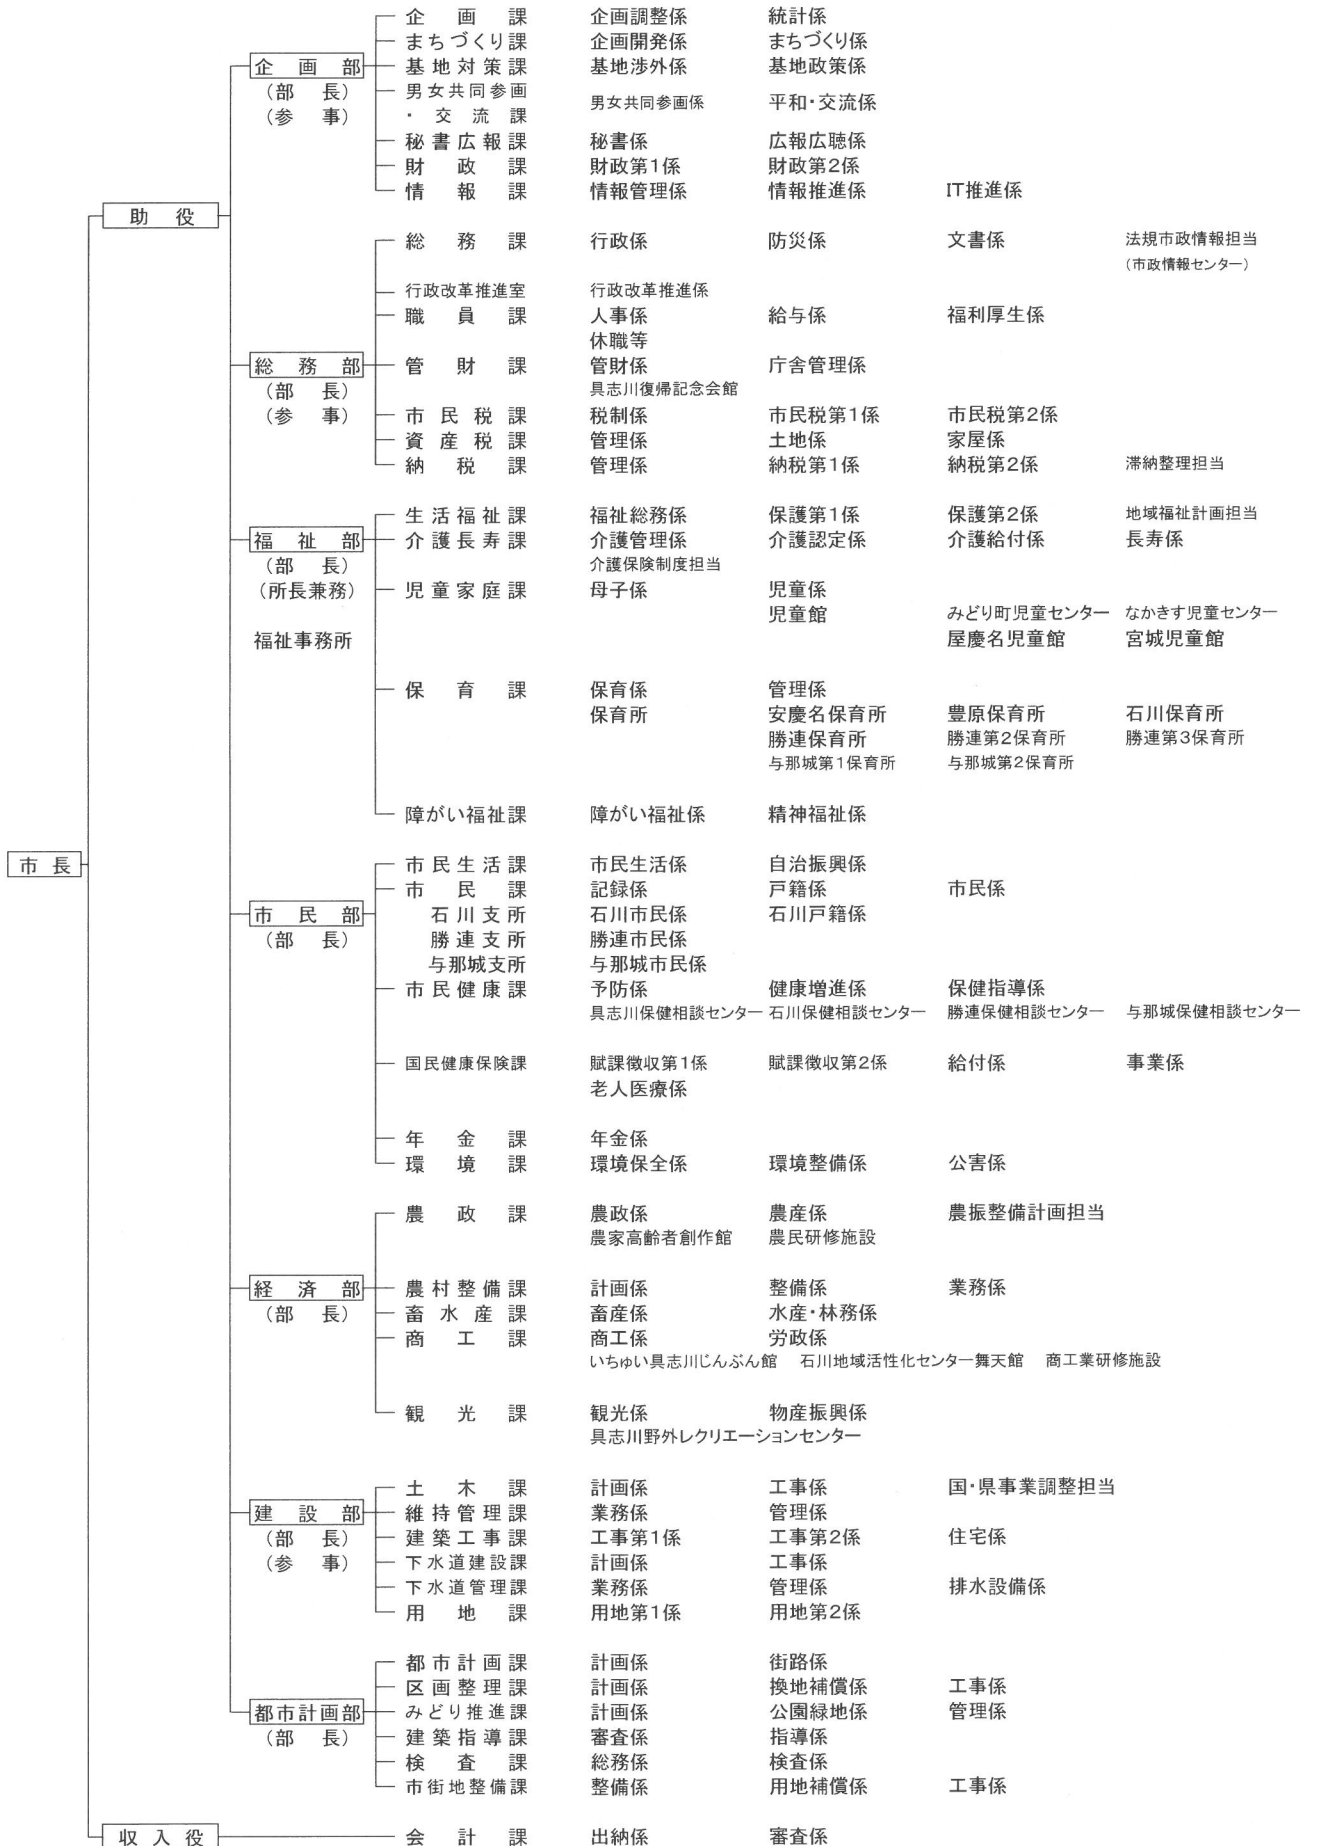 企画課 企画調整係 統計係
まちづくり課 企画開発係 まちづくり係
企画部 基地対策課 基地渉外係 基地政策係
(部長) 男女共同参画
男女共同参画係 平和・交流係
(参事) ・交流課
秘書広報課 秘書係 広報広聴係
財政課 財政第1係 財政第2係
情報課 情報管理係 情報推進係 IT推進係
助役
総務課 行政係 防災係 文書係 法規市政情報担当
(市政情報センター)
行政改革推進室 行政改革推進係
職員課 人事係 給与係 福利厚生係
休職等
総務部 管財課 管財係 庁舎管理係
(部長) 具志川復帰記念会館
(参事) 市民税課 税制係 市民税第1係 市民税第2係
資産税課 管理係 土地係 家屋係
納税課 管理係 納税第1係 納税第2係 滞納整理担当
生活福祉課 福祉総務係 保護第1係 保護第2係 地域福祉計画担当
福祉部 介護長寿課 介護管理係 介護認定係 介護給付係 長寿係
(部長) 介護保険制度担当
(所長兼務) 児童家庭課 母子係 児童係
児童館 みどり町児童センター なかきす児童センター
福祉事務所 屋慶名児童館 宮城児童館
保育課 保育係 管理係
保育所 安慶名保育所 豊原保育所 石川保育所
勝連保育所 勝連第2保育所 勝連第3保育所
与那城第1保育所 与那城第2保育所
障がい福祉課 障がい福祉係 精神福祉係
市長
市民生活課 市民生活係 自治振興係
市民課 記録係 戸籍係 市民係
市民部 石川支所 石川市民係 石川戸籍係
(部長) 勝連支所 勝連市民係
与那城支所 与那城市民係
市民健康課 予防係 健康増進係 保健指導係
具志川保健相談センター 石川保健相談センター 勝連保健相談センター 与那城保健相談センター
国民健康保険課 賦課徴収第1係 賦課徴収第2係 給付係 事業係
老人医療係
年金課 年金係
環境課 環境保全係 環境整備係 公害係
農政課 農政係 農産係 農振整備計画担当
農家高齢者創作館 農民研修施設
経済部 農村整備課 計画係 整備係 業務係
(部長) 畜水産課 畜産係 水産・林務係
商工課 商工係 労政係
いちゅい具志川じんぶん館 石川地域活性化センター舞天館 商工業研修施設
観光課 観光係 物産振興係
具志川野外レクリエーションセンター
土木課 計画係 工事係 国・県事業調整担当
建設部 維持管理課 業務係 管理係
(部長) 建築工事課 工事第1係 工事第2係 住宅係
(参事) 下水道建設課 計画係 工事係
下水道管理課 業務係 管理係 排水設備係
用地課 用地第1係 用地第2係
都市計画課 計画係 街路係
区画整理課 計画係 換地補償係 工事係
都市計画部 みどり推進課 計画係 公園緑地係 管理係
(部長) 建築指導課 審査係 指導係
検査課 総務係 検査係
市街地整備課 整備係 用地補償係 工事係
収入役 会計課 出納係 審査係